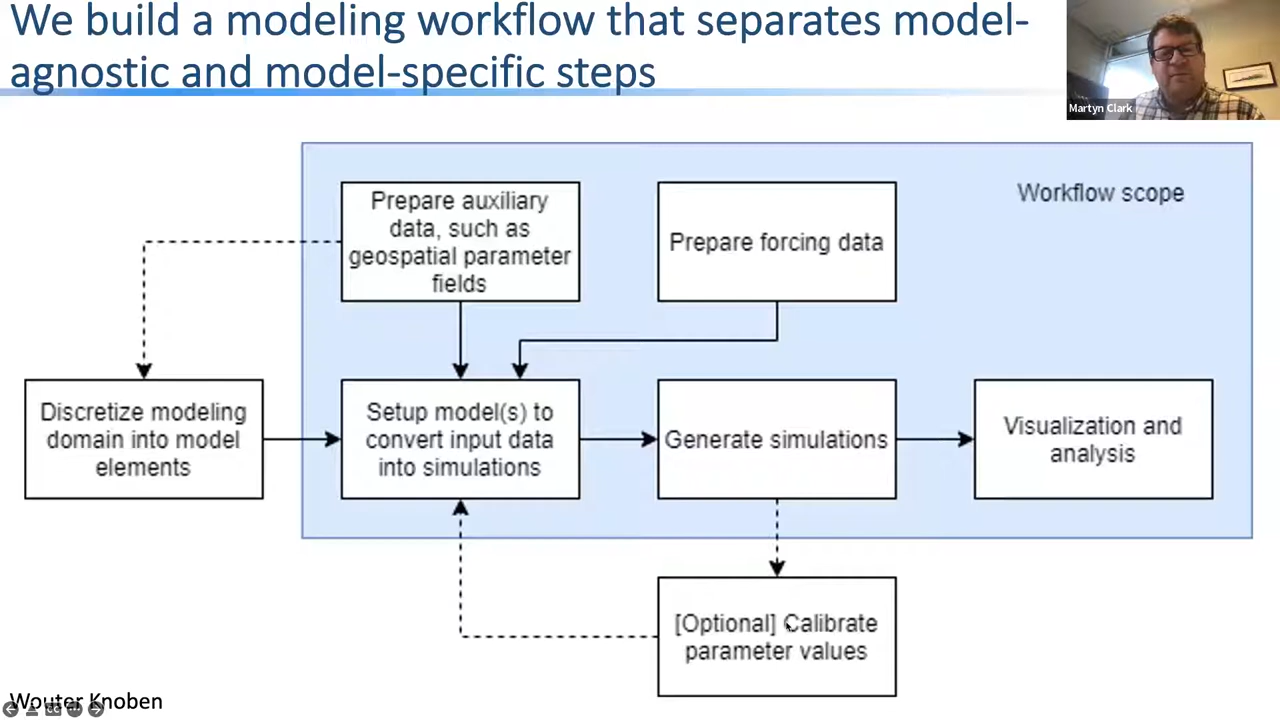 We build a modeling workflow that separates model-
agnostic and model-specific steps
Martyn Clark
Workflow scope
Prepare auxiliary
data, such as
geospatial parameter
fields
Prepare forcing data
Discretize modeling
domain into model
elements
Setup model(s) to
convert input data
into simulations
Generate simulations
Visualization and
analysis
[Optional] Calibrate
parameter values
Wouter Knoben